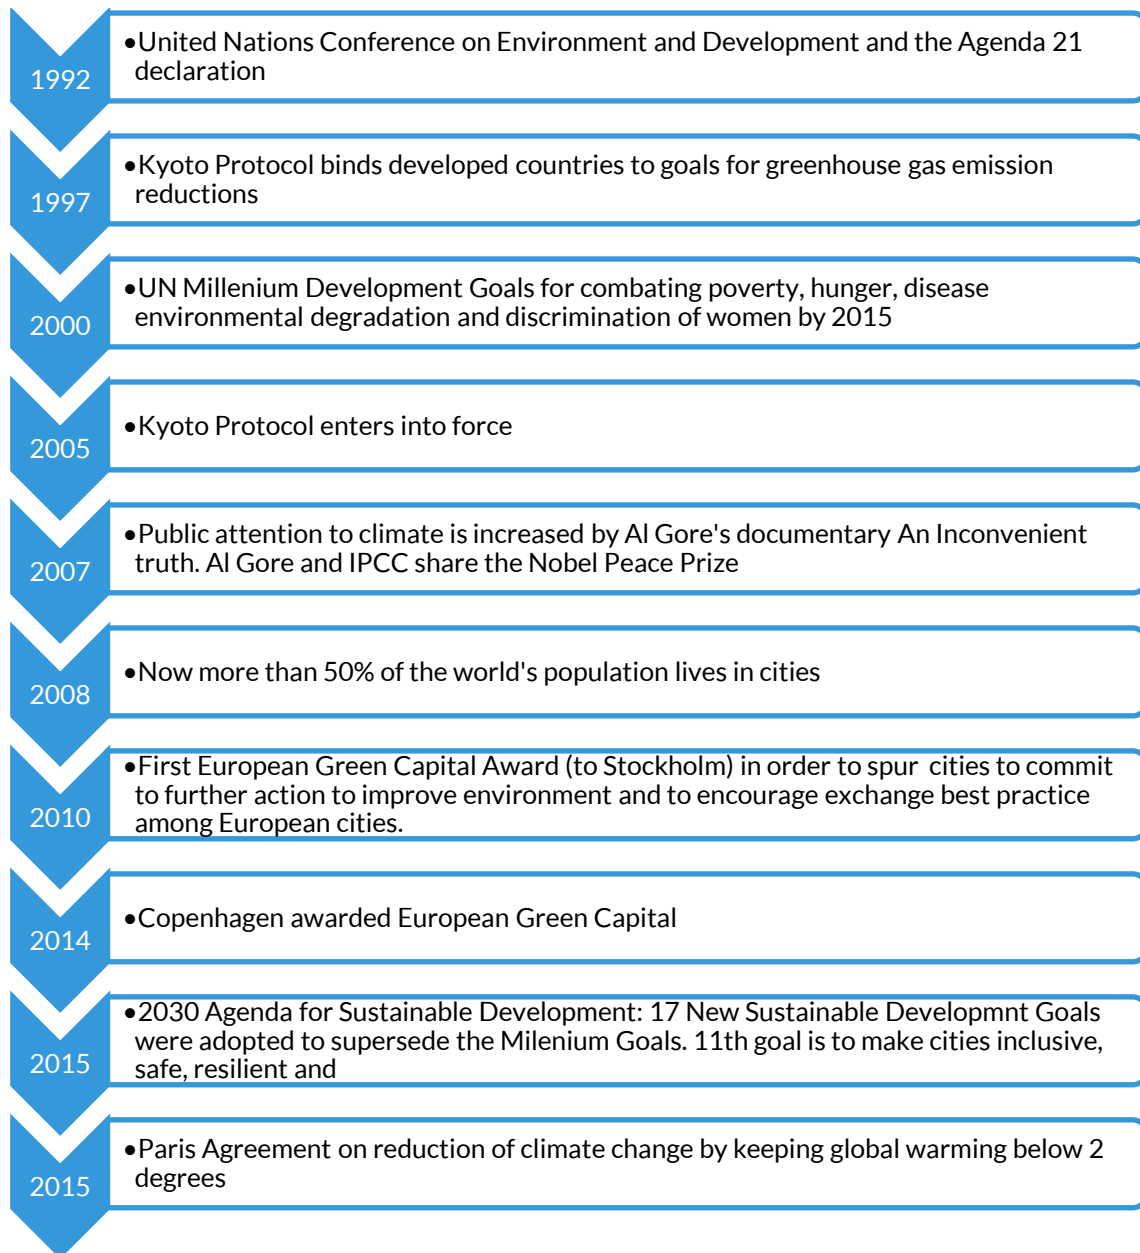 1992
•United Nations Conference on Environment and Development and the Agenda 21
declaration
1997
•Kyoto Protocol binds developed countries to goals for greenhouse gas emission
reductions
2000
•UN Millenium Development Goals for combating poverty, hunger, disease
environmental degradation and discrimination of women by 2015
2005
•Kyoto Protocol enters into force
2007
•Public attention to climate is increased by Al Gore's documentary An Inconvenient
truth. Al Gore and IPCC share the Nobel Peace Prize
2008
•Now more than 50% of the world's population lives in cities
2010
•First European Green Capital Award (to Stockholm) in order to spur  cities to commit
to further action to improve environment and to encourage exchange best practice
among European cities.
2014
•Copenhagen awarded European Green Capital
2015
•2030 Agenda for Sustainable Development: 17 New Sustainable Developmnt Goals
were adopted to supersede the Milenium Goals. 11th goal is to make cities inclusive,
safe, resilient and
2015
•Paris Agreement on reduction of climate change by keeping global warming below 2
degrees